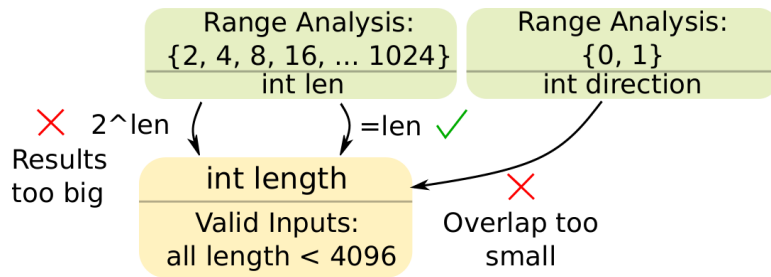 Range Analysis:
{2, 4, 8, 16, ... 1024}
int len
Range Analysis:
{0, 1}
int direction
2^len
=len
Results
too big
int length
Valid Inputs:
all length < 4096
Overlap too
small